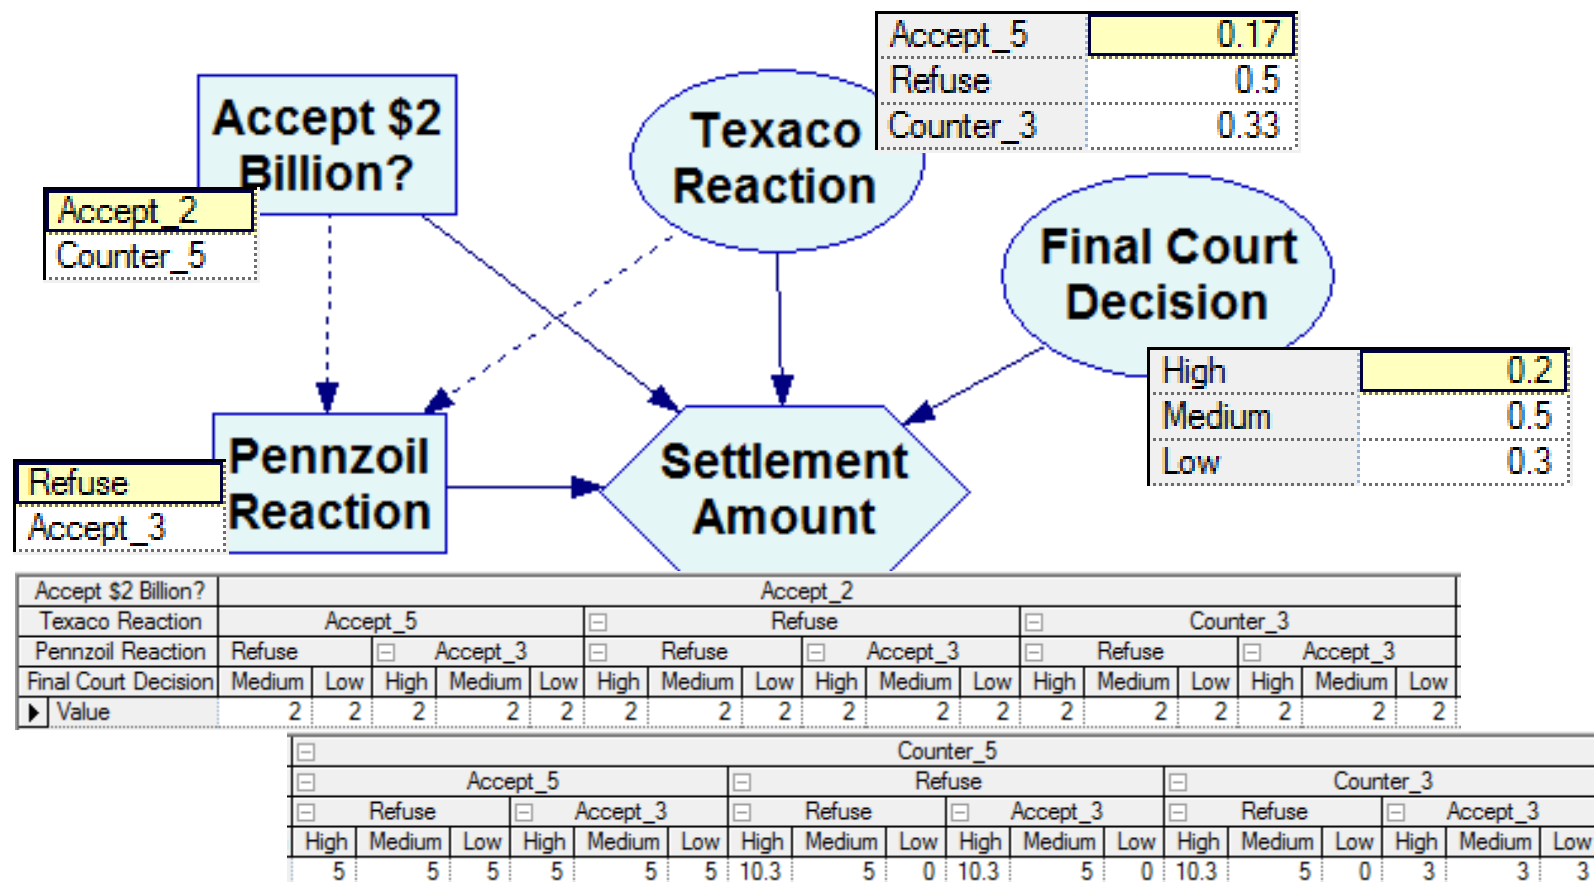 Accept_5 0.17
Refuse 0.5
Counter_3 0.33
Accept $2
Billion?
Texaco
Reaction
Accept_2
Counter_5
Final Court
Decision
High 0.2
Medium 0.5
Low 0.3
Pennzoil
Reaction
Refuse
Accept_3
Settlement
Amount
Accept $2 Billion? Accept_2
Texaco Reaction Accept_5 Refuse Counter_3
Pennzoil Reaction Refuse Accept_3 Refuse Accept_3 Refuse Accept_3
Final Court Decision Medium Low High Medium Low High Medium Low High Medium Low High Medium Low High Medium Low
Value 2 2 2 2 2 2 2 2 2 2 2 2 2 2 2 2 2
Counter_5
Accept_5 Refuse Counter_3
Refuse Accept_3 Refuse Accept_3 Refuse Accept_3
High Medium Low High Medium Low High Medium Low High Medium Low High Medium Low High Medium Low
5 5 5 5 5 5 10.3 5 0 10.3 5 0 10.3 5 0 3 3 3